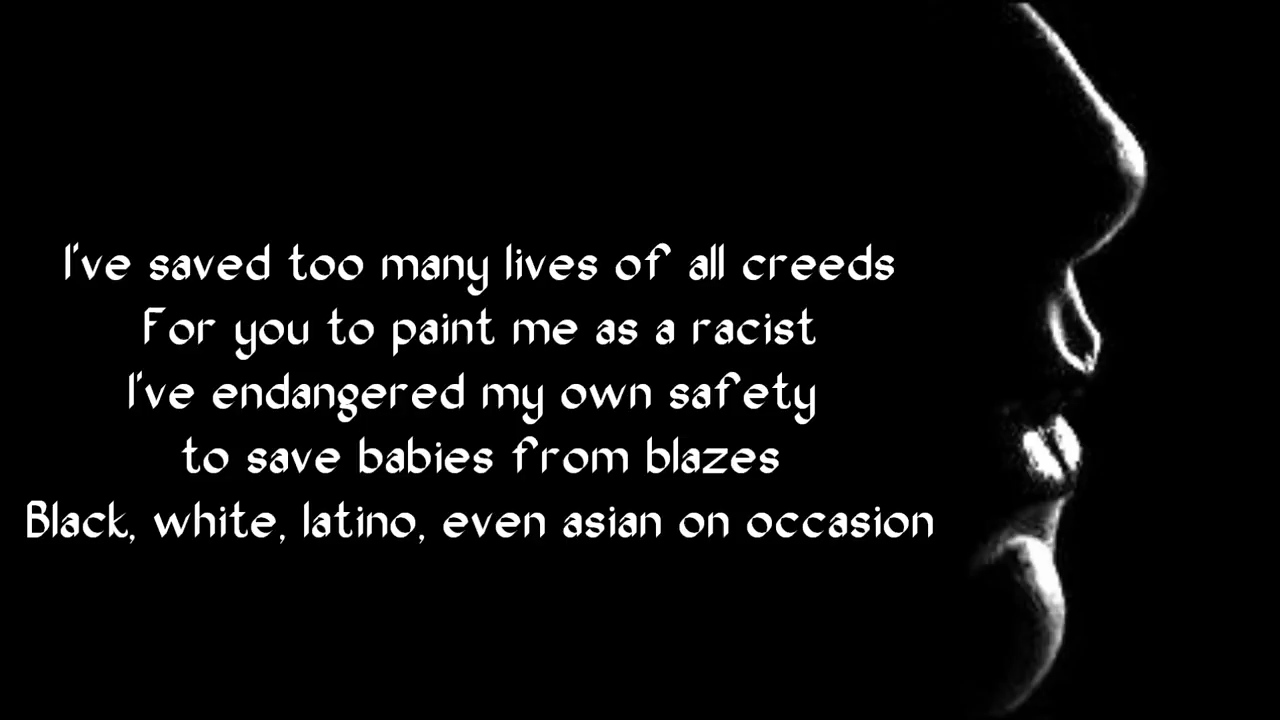 I've saved too many lives of all creeds
For you to paint me as a racist
I've endangered my own safety
to save babies from blazes
Black, white, latino, even asian on occasion